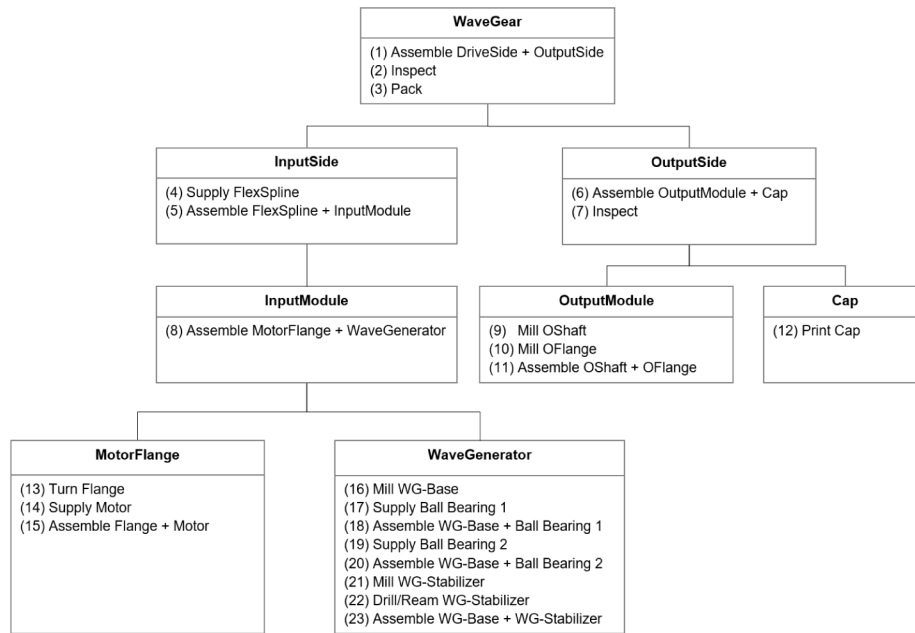 WaveGear
(1) Assemble DriveSide + OutputSide
(2) Inspect
(3) Pack
InputSide
(4) Supply FlexSpline
(5) Assemble FlexSpline + InputModule
OutputSide
(6) Assemble OutputModule + Cap
(7) Inspect
InputModule
(8) Assemble MotorFlange + WaveGenerator
OutputModule
(9) Mill OShaft
(10) Mill OFlange
(11) Assemble OShaft + OFlange
Cap
(12) Print Cap
MotorFlange
(13) Turn Flange
(14) Supply Motor
(15) Assemble Flange + Motor
WaveGenerator
(16) Mill WG-Base
(17) Supply Ball Bearing 1
(18) Assemble WG-Base + Ball Bearing 1
(19) Supply Ball Bearing 2
(20) Assemble WG-Base + Ball Bearing 2
(21) Mill WG-Stabilizer
(22) Drill/Ream WG-Stabilizer
(23) Assemble WG-Base + WG-Stabilizer